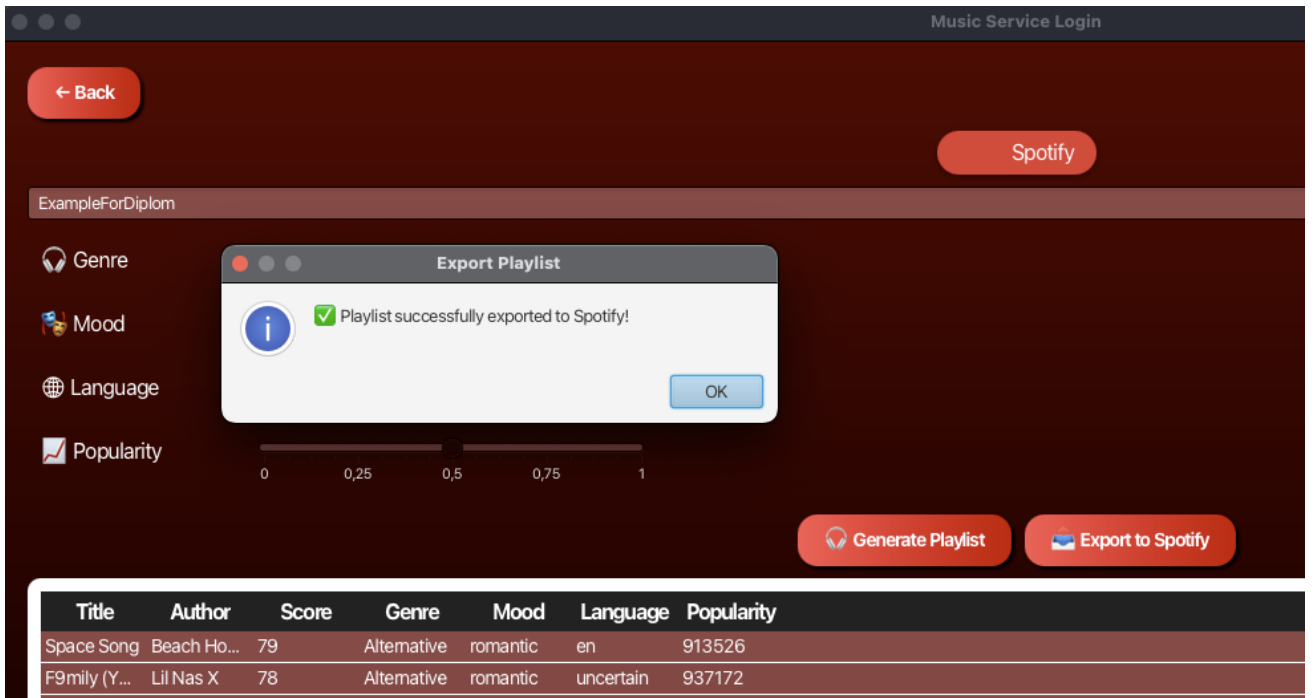 Music Service Login
← Back
Spotify
ExampleForDiplom
Genre
Export Playlist
✅ Playlist successfully exported to Spotify!
Mood
OK
Language
Popularity
0 0,25 0,5 0,75 1
Generate Playlist Export to Spotify
Title Author Score Genre Mood Language Popularity
Space Song Beach Ho... 79 Alternative romantic en 913526
F9mily (Y... Lil Nas X 78 Alternative romantic uncertain 937172